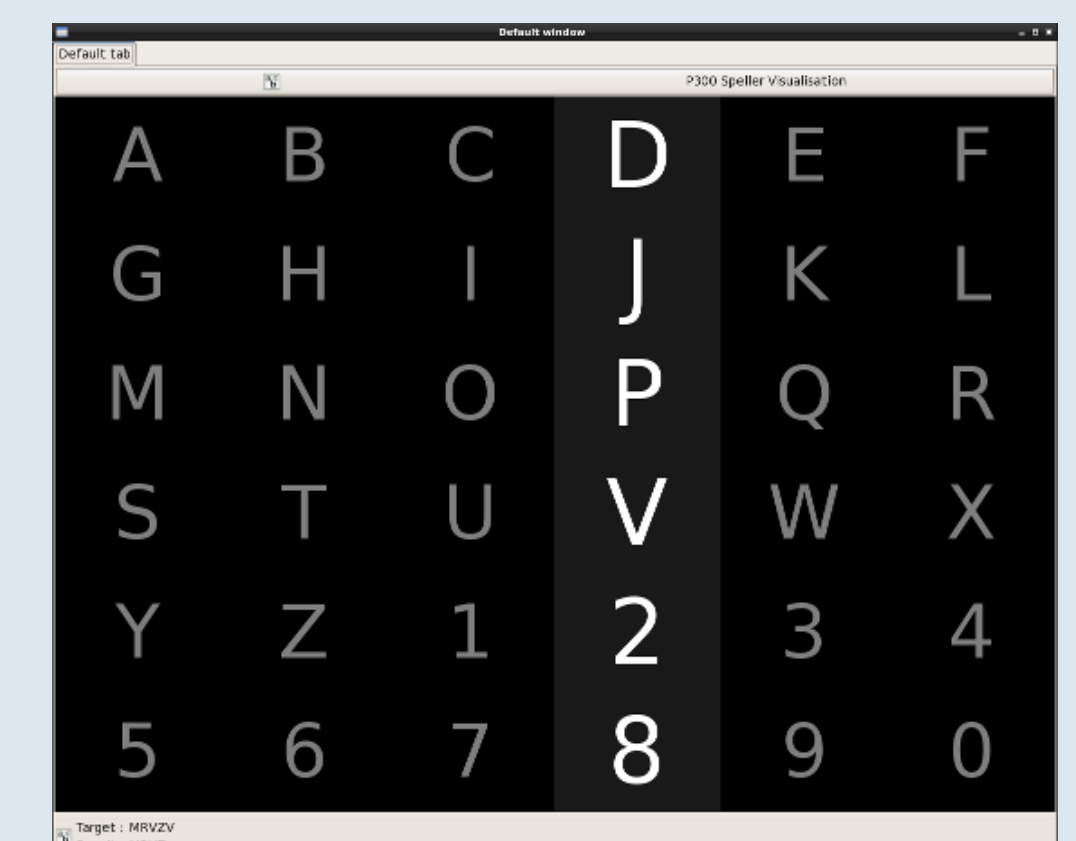 Default window
Default tab
P300 Speller Visualisation
A B C D E F
G H I J K L
M N O P Q R
S T U V W X
Y Z 1 2 3 4
5 6 7 8 9 0
Target : MRVZV